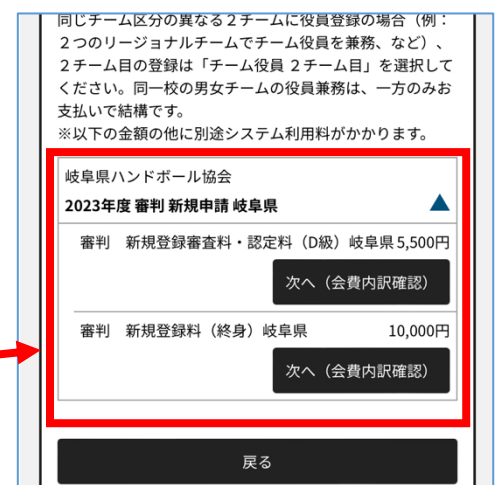 同じチーム区分の異なる２チームに役員登録の場合（例：
２つのリージョナルチームでチーム役員を兼務、など）、
２チーム目の登録は「チーム役員 ２チーム目」を選択して
ください。同一校の男女チームの役員兼務は、一方のみお
支払いで結構です。
※以下の金額の他に別途システム利用料がかかります。
岐阜県ハンドボール協会
2023年度 審判 新規申請 岐阜県
審判　新規登録審査料・認定料（D級）岐阜県 5,500円
次へ（会費内訳確認）
審判　新規登録料（終身）岐阜県 10,000円
次へ（会費内訳確認）
戻る